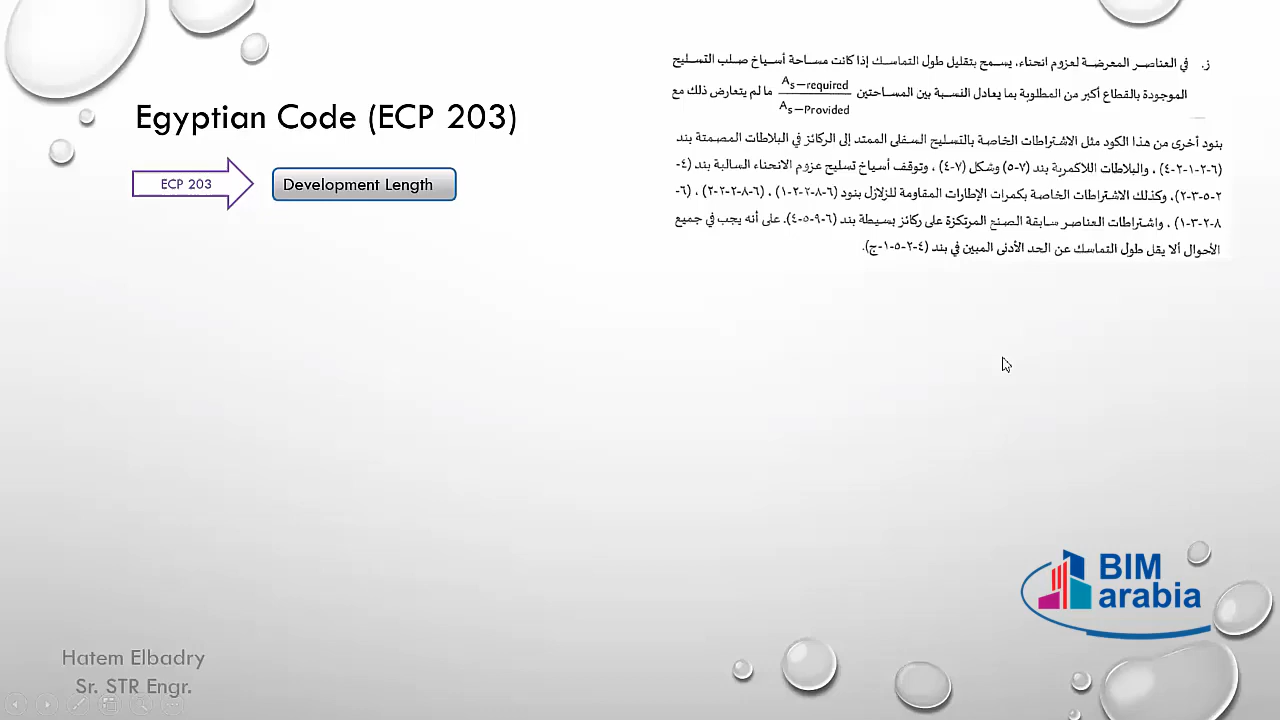 Egyptian Code (ECP 203)
ECP 203
Development Length
ز. في العناصر المعرضة لعزوم انحناء، يسمح بتقليل طول التماسك إذا كانت مساحة أسياخ صلب التسليح
الموجودة بالقطاع أكبر من المطلوبة بما يعادل النسبة بين المساحتين As-required / As-Provided ما لم يتعارض ذلك مع
بنود أخرى من هذا الكود مثل الاشتراطات الخاصة بالتسليح السفلى الممتد إلى الركائز في البلاطات المصمتة بند
(٦-٢-١-٢-٤) ، والبلاطات اللاكمرية بند (٧-٥) وشكل (٧-٤) ، وتوقف أسياخ تسليح عزوم الانحناء السالبة بند (٤-
٢-٥-٣-٢)، وكذلك الاشتراطات الخاصة بكمرات الإطارات المقاومة للزلازل بنود (٦-٨-٢-٢-١) ، (٦-٨-٢-٢-٢) ، (٦-
٨-٢-٣-١) ، واشتراطات العناصر سابقة الصنع المرتكزة على ركائز بسيطة بند (٦-٩-٥-٤). على أنه يجب في جميع
الأحوال ألا يقل طول التماسك عن الحد الأدنى المبين في بند (٤-٢-٥-١-ج).
BIM
arabia
Hatem Elbadry
Sr. STR Engr.